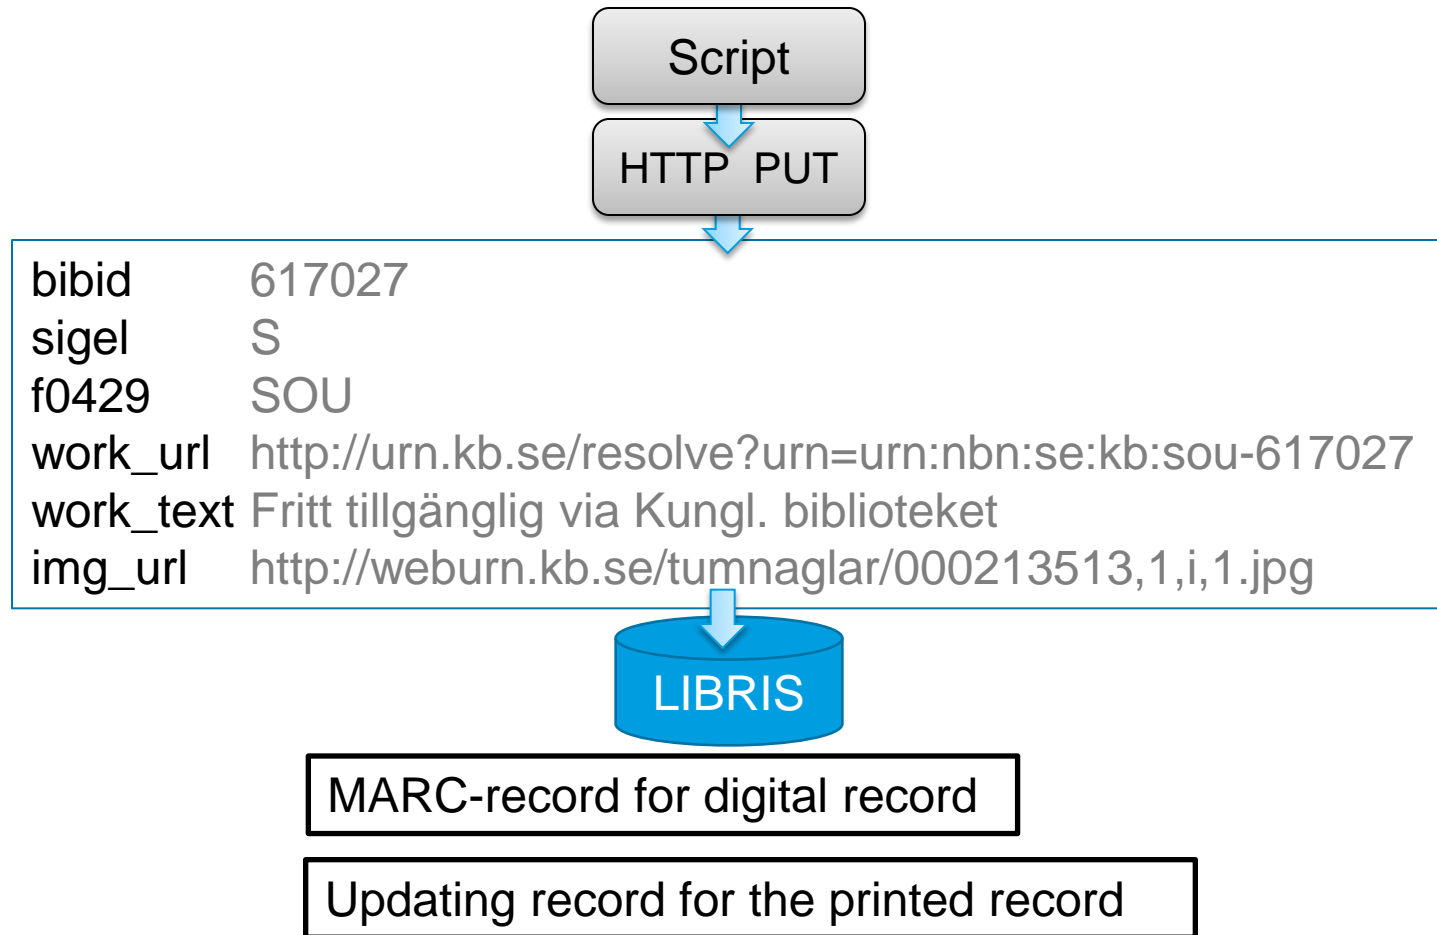 Script
HTTP PUT
bibid 617027
sigel S
f0429 SOU
work_url http://urn.kb.se/resolve?urn=urn:nbn:se:kb:sou-617027
work_text Fritt tillgänglig via Kungl. biblioteket
img_url http://weburn.kb.se/tumnaglar/000213513,1,i,1.jpg
LIBRIS
MARC-record for digital record
Updating record for the printed record